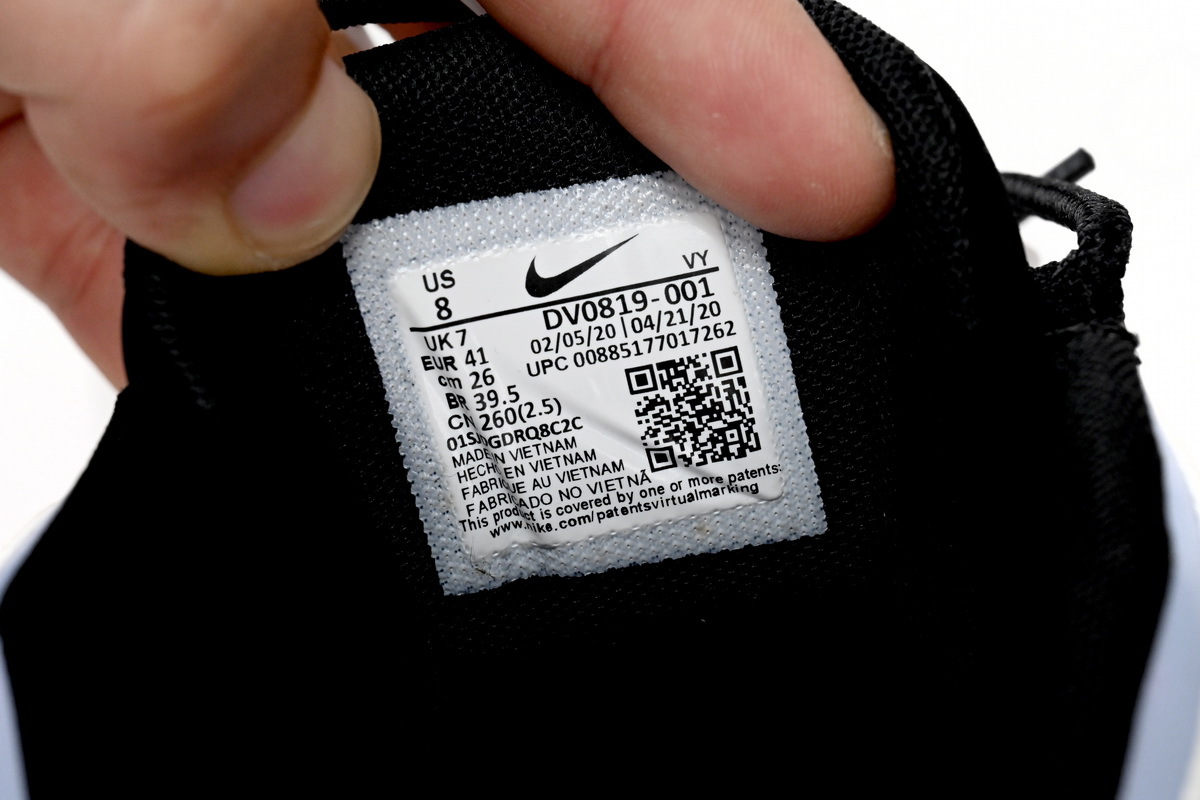 US
8
VY
DV0819-001
02/05/20 | 04/21/20
UPC 00885177017262
UK 7
EUR 41
cm 26
BR 39.5
CN 260(2.5)
MADE IN VIETNAM
HECHO EN VIETNAM
FABRIQUE AU VIETNAM
FABRICADO NO VIETNÃ
This product is covered by one or more patents:
www.nike.com/patentsvirtualmarking